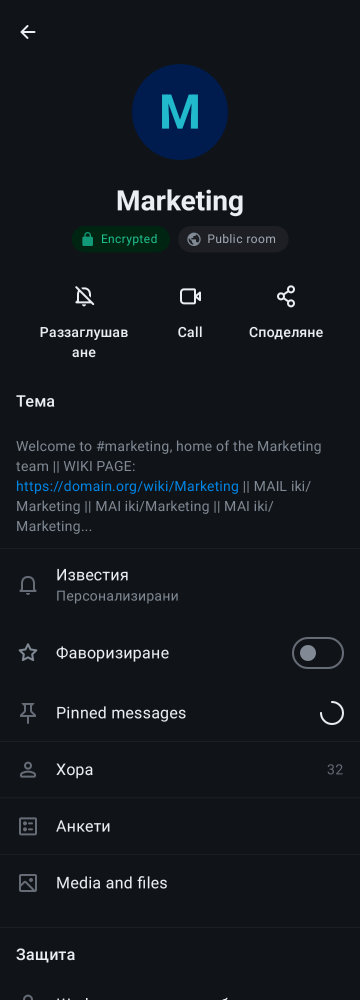 M
Marketing
Encrypted
Public room
Раззаглушав
ане
Call
Споделяне
Тема
Welcome to #marketing, home of the Marketing
team || WIKI PAGE:
https://domain.org/wiki/Marketing || MAIL iki/
Marketing || MAI iki/Marketing || MAI iki/
Marketing...
Известия
Персонализирани
Фаворизиране
Pinned messages
Хора
32
Анкети
Media and files
Защита